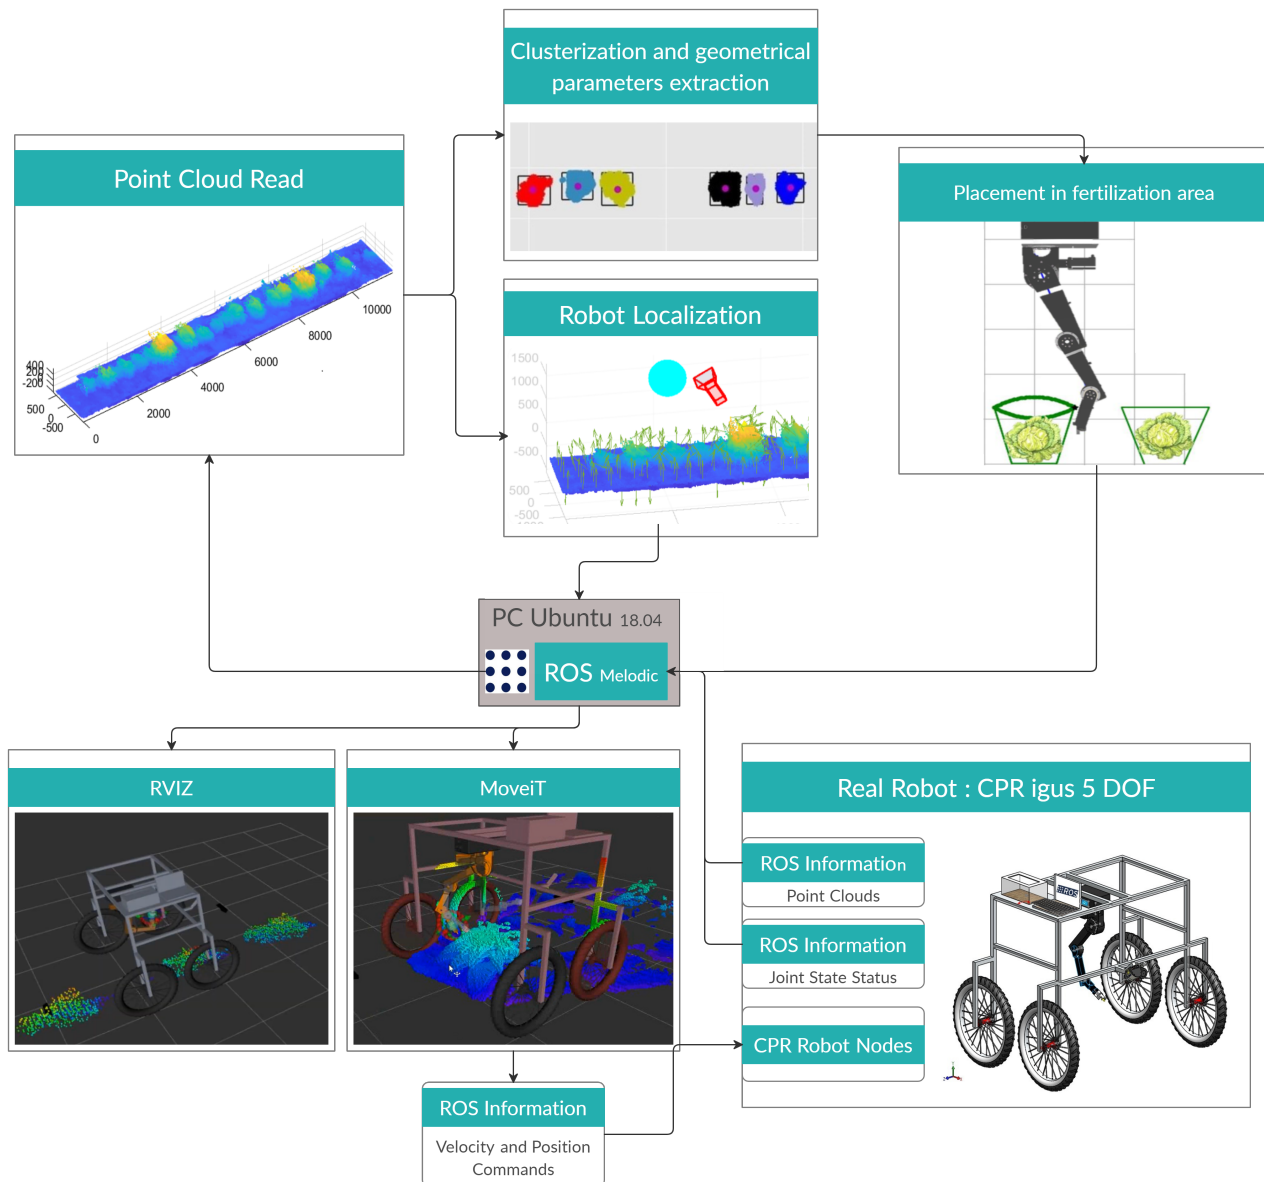 Clusterization and geometrical
parameters extraction
Point Cloud Read
400
200
0
-200
500
0
-500
0
2000
4000
6000
8000
10000
Placement in fertilization area
Robot Localization
1500
1000
500
0
-500
500
0
-500
PC Ubuntu 18.04
ROS Melodic
RVIZ
MoveiT
Real Robot : CPR igus 5 DOF
ROS Information
Point Clouds
ROS Information
Joint State Status
CPR Robot Nodes
ROS
ROS Information
Velocity and Position
Commands